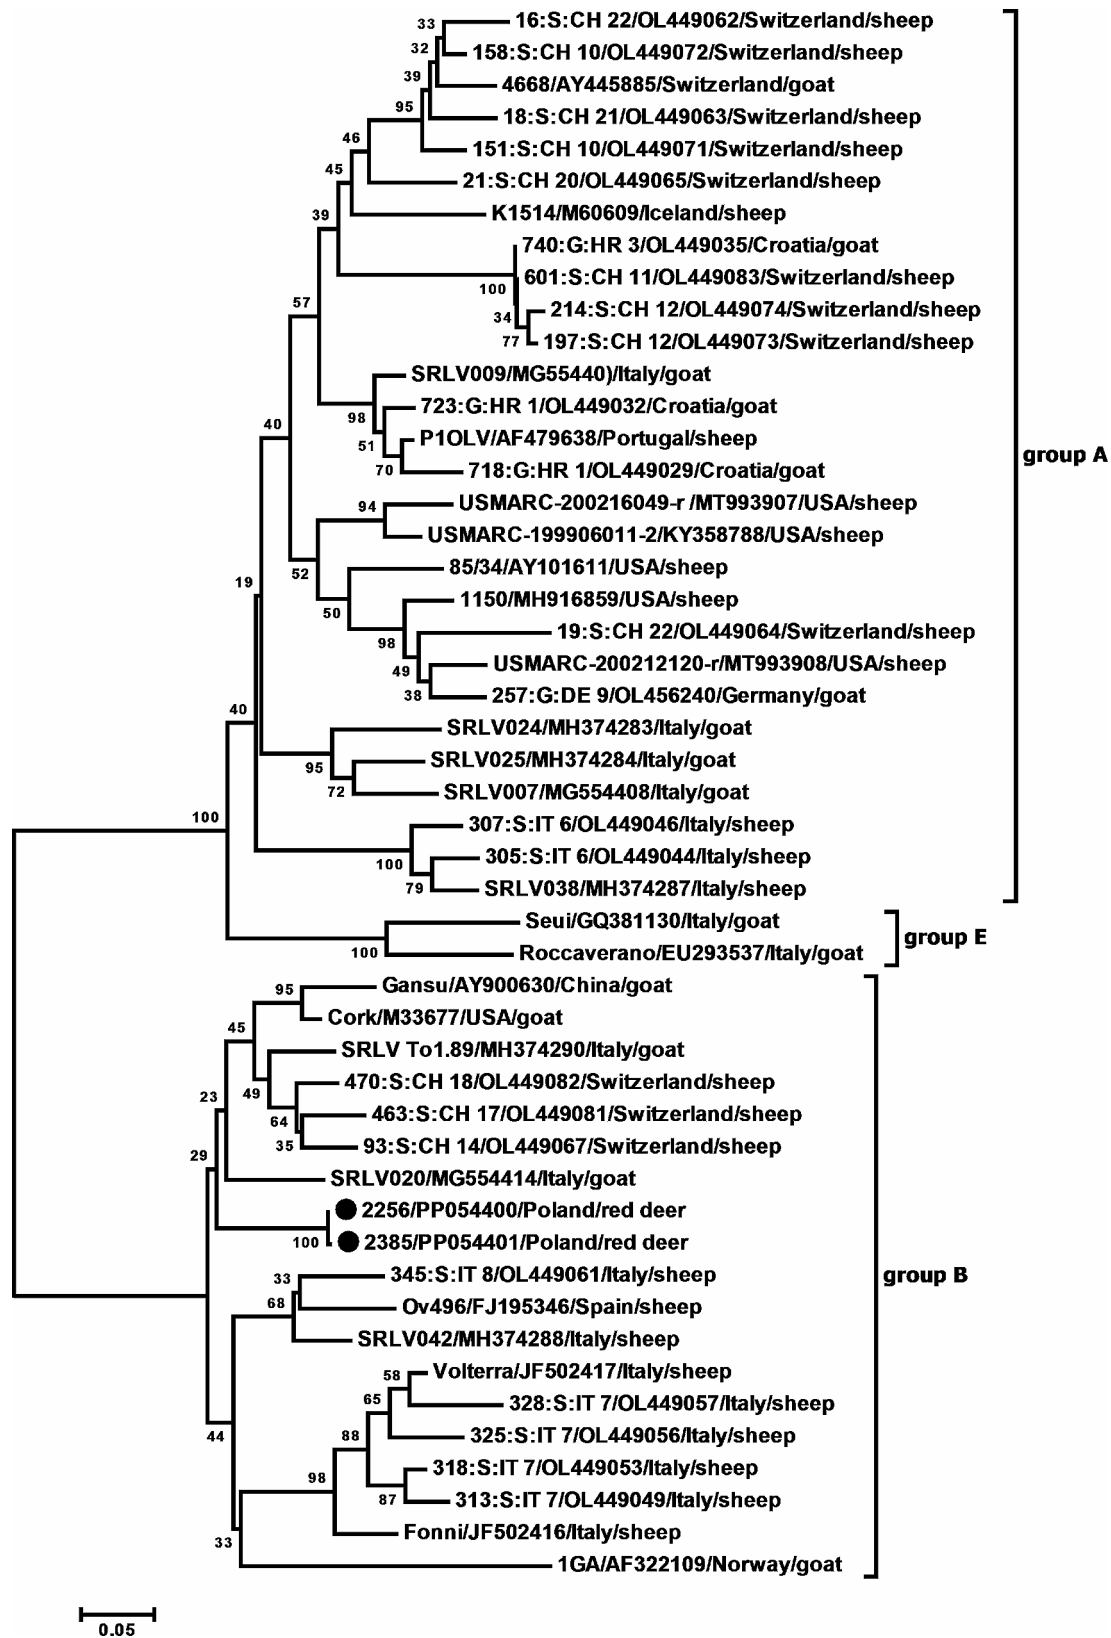 33
16:S:CH 22/OL449062/Switzerland/sheep
32
158:S:CH 10/OL449072/Switzerland/sheep
39
4668/AY445885/Switzerland/goat
95
18:S:CH 21/OL449063/Switzerland/sheep
46
151:S:CH 10/OL449071/Switzerland/sheep
45
21:S:CH 20/OL449065/Switzerland/sheep
39
K1514/M60609/Iceland/sheep
740:G:HR 3/OL449035/Croatia/goat
601:S:CH 11/OL449083/Switzerland/sheep
100
57
214:S:CH 12/OL449074/Switzerland/sheep
34
197:S:CH 12/OL449073/Switzerland/sheep
77
SRLV009/MG55440)/Italy/goat
98
723:G:HR 1/OL449032/Croatia/goat
40
P1OLV/AF479638/Portugal/sheep
51
group A
718:G:HR 1/OL449029/Croatia/goat
70
94
USMARC-200216049-r /MT993907/USA/sheep
USMARC-199906011-2/KY358788/USA/sheep
52
85/34/AY101611/USA/sheep
19
1150/MH916859/USA/sheep
50
19:S:CH 22/OL449064/Switzerland/sheep
98
USMARC-200212120-r/MT993908/USA/sheep
49
257:G:DE 9/OL456240/Germany/goat
38
40
SRLV024/MH374283/Italy/goat
95
SRLV025/MH374284/Italy/goat
72
SRLV007/MG554408/Italy/goat
100
307:S:IT 6/OL449046/Italy/sheep
100
305:S:IT 6/OL449044/Italy/sheep
79
SRLV038/MH374287/Italy/sheep
Seui/GQ381130/Italy/goat
group E
100
Roccaverano/EU293537/Italy/goat
95
Gansu/AY900630/China/goat
Cork/M33677/USA/goat
45
SRLV To1.89/MH374290/Italy/goat
49
470:S:CH 18/OL449082/Switzerland/sheep
23
463:S:CH 17/OL449081/Switzerland/sheep
64
93:S:CH 14/OL449067/Switzerland/sheep
35
29
SRLV020/MG554414/Italy/goat
2256/PP054400/Poland/red deer
100
2385/PP054401/Poland/red deer
33
345:S:IT 8/OL449061/Italy/sheep
group B
68
Ov496/FJ195346/Spain/sheep
SRLV042/MH374288/Italy/sheep
58
Volterra/JF502417/Italy/sheep
65
328:S:IT 7/OL449057/Italy/sheep
44
88
325:S:IT 7/OL449056/Italy/sheep
98
318:S:IT 7/OL449053/Italy/sheep
87
313:S:IT 7/OL449049/Italy/sheep
Fonni/JF502416/Italy/sheep
33
1GA/AF322109/Norway/goat
0.05